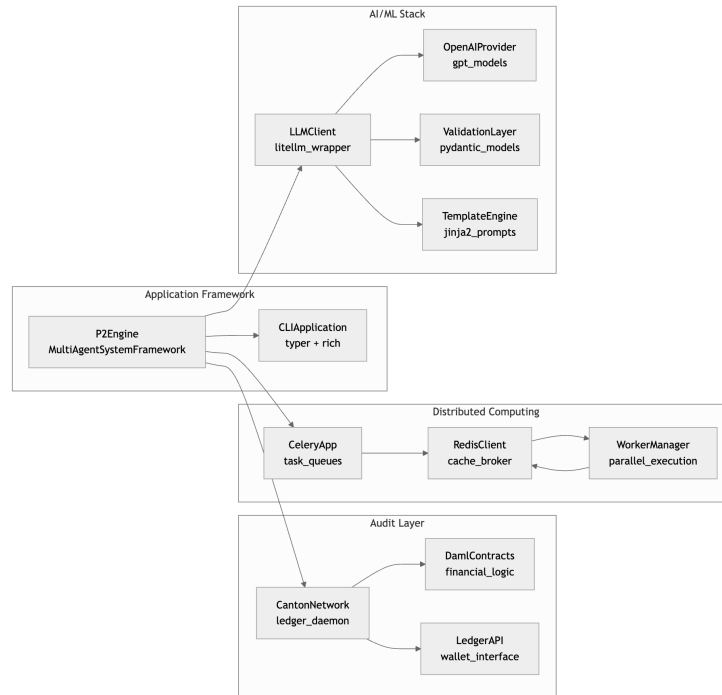 AI/ML Stack
OpenAIProvider
gpt_models
LLMClient
litellm_wrapper
ValidationLayer
pydantic_models
TemplateEngine
jinja2_prompts
Application Framework
P2Engine
MultiAgentSystemFramework
CLIApplication
typer + rich
Distributed Computing
CeleryApp
task_queues
RedisClient
cache_broker
WorkerManager
parallel_execution
Audit Layer
DamlContracts
financial_logic
CantonNetwork
ledger_daemon
LedgerAPI
wallet_interface